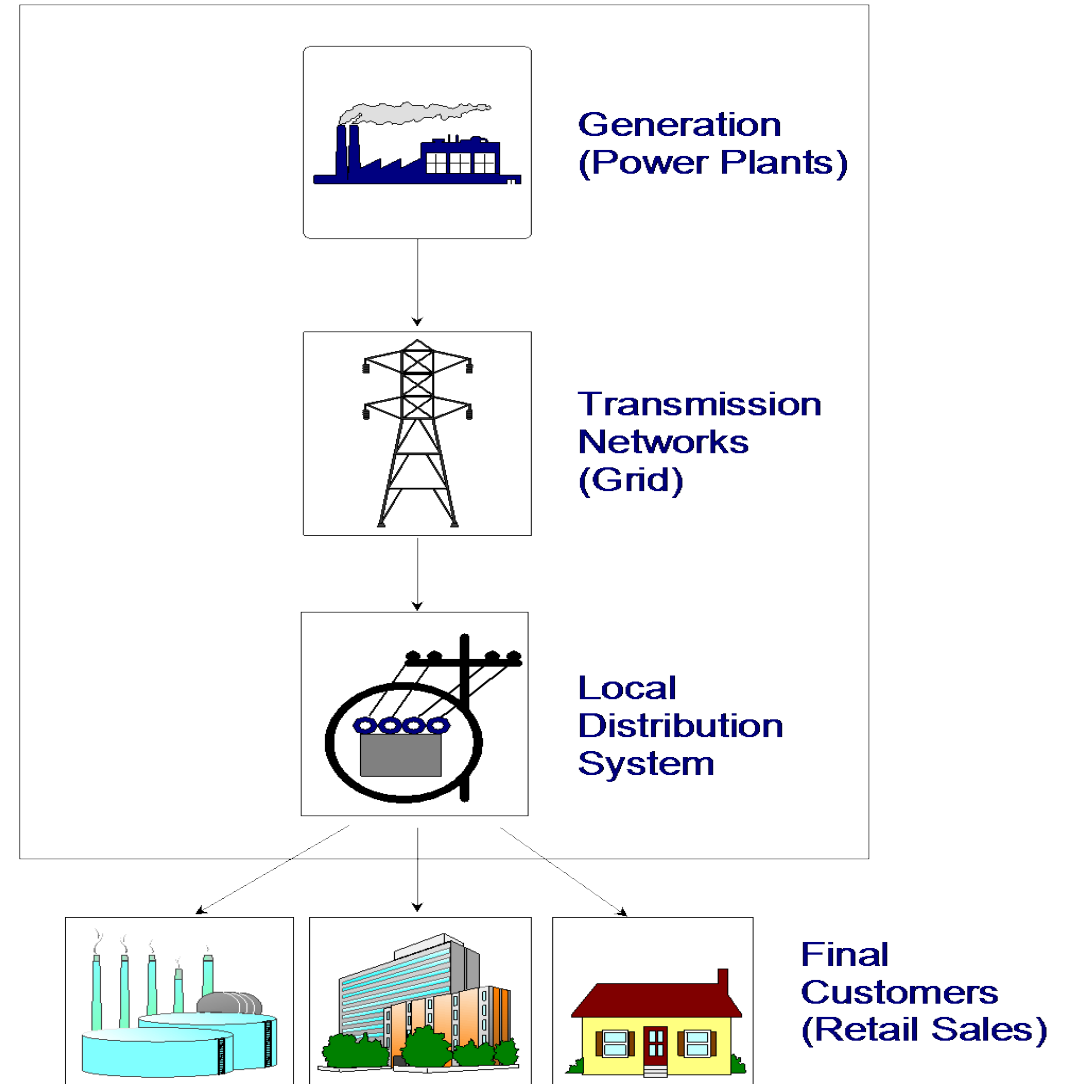 Generation
(Power Plants)
Transmission
Networks
(Grid)
Local
Distribution
System
Final
Customers
(Retail Sales)